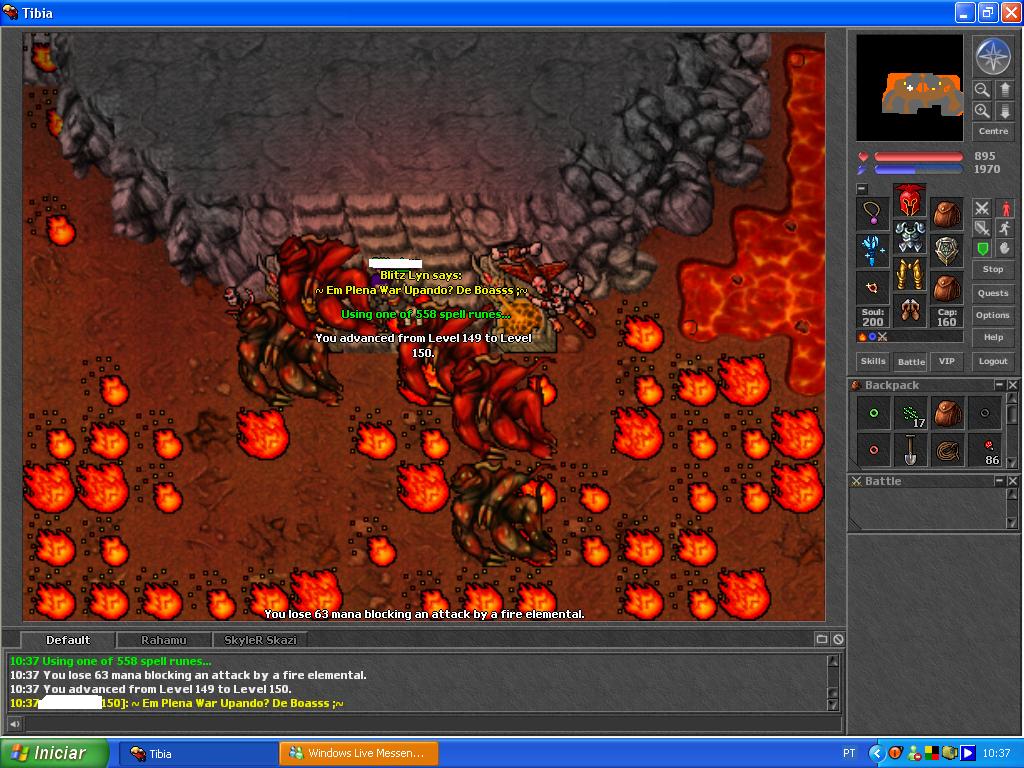 Tibia
Centre
895
1970
Blitz Lyn says:
~ Em Plena War Upando? De Boasss ;~
Using one of 558 spell runes...
You advanced from Level 149 to Level
150.
Soul:
200
Cap:
160
Stop
Quests
Options
Help
Skills
Battle
VIP
Logout
Backpack
17
86
Battle
You lose 63 mana blocking an attack by a fire elemental.
Default
Rahamu
SkyleR Skazi
10:37 Using one of 558 spell runes...
10:37 You lose 63 mana blocking an attack by a fire elemental.
10:37 You advanced from Level 149 to Level 150.
10:37 150]: ~ Em Plena War Upando? De Boasss ;~
Iniciar
Tibia
Windows Live Messen...
PT
10:37